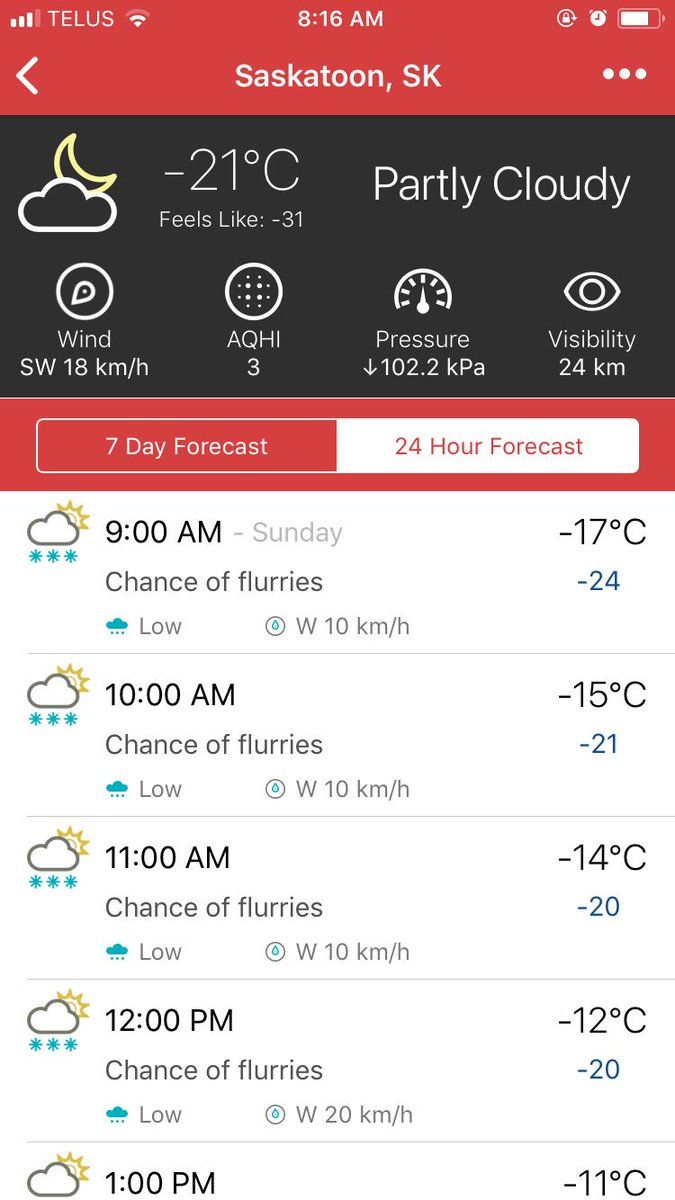 TELUS 8:16 AM
Saskatoon, SK
-21°C
Feels Like: -31
Partly Cloudy
Wind AQHI Pressure Visibility
SW 18 km/h 3 ↓102.2 kPa 24 km
7 Day Forecast 24 Hour Forecast
9:00 AM - Sunday -17°C
Chance of flurries -24
Low W 10 km/h
10:00 AM -15°C
Chance of flurries -21
Low W 10 km/h
11:00 AM -14°C
Chance of flurries -20
Low W 10 km/h
12:00 PM -12°C
Chance of flurries -20
Low W 20 km/h
1:00 PM -11°C